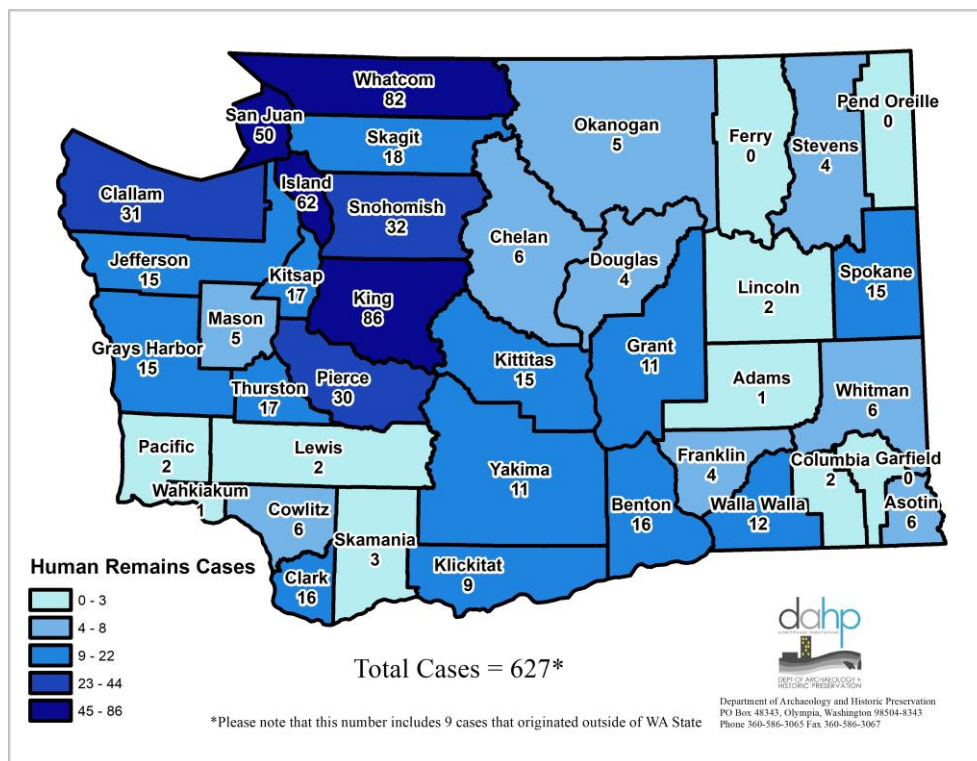 Whatcom
82
San Juan
50
Skagit
18
Okanogan
5
Ferry
0
Stevens
4
Pend Oreille
0
Clallam
31
Island
62
Snohomish
32
Chelan
6
Douglas
4
Jefferson
15
Kitsap
17
King
86
Lincoln
2
Spokane
15
Mason
5
Grays Harbor
15
Kittitas
15
Grant
11
Thurston
17
Pierce
30
Adams
1
Whitman
6
Pacific
2
Lewis
2
Yakima
11
Franklin
4
Columbia
2
Garfield
0
Wahkiakum
1
Cowlitz
6
Benton
16
Walla Walla
12
Asotin
6
Skamania
3
Klickitat
9
Clark
16
Human Remains Cases
0 - 3
4 - 8
9 - 22
23 - 44
45 - 86
Total Cases = 627*
*Please note that this number includes 9 cases that originated outside of WA State
dahp
DEPT OF ARCHAEOLOGY +
HISTORIC PRESERVATION
Department of Archaeology and Historic Preservation
PO Box 48343, Olympia, Washington 98504-8343
Phone 360-586-3065 Fax 360-586-3067